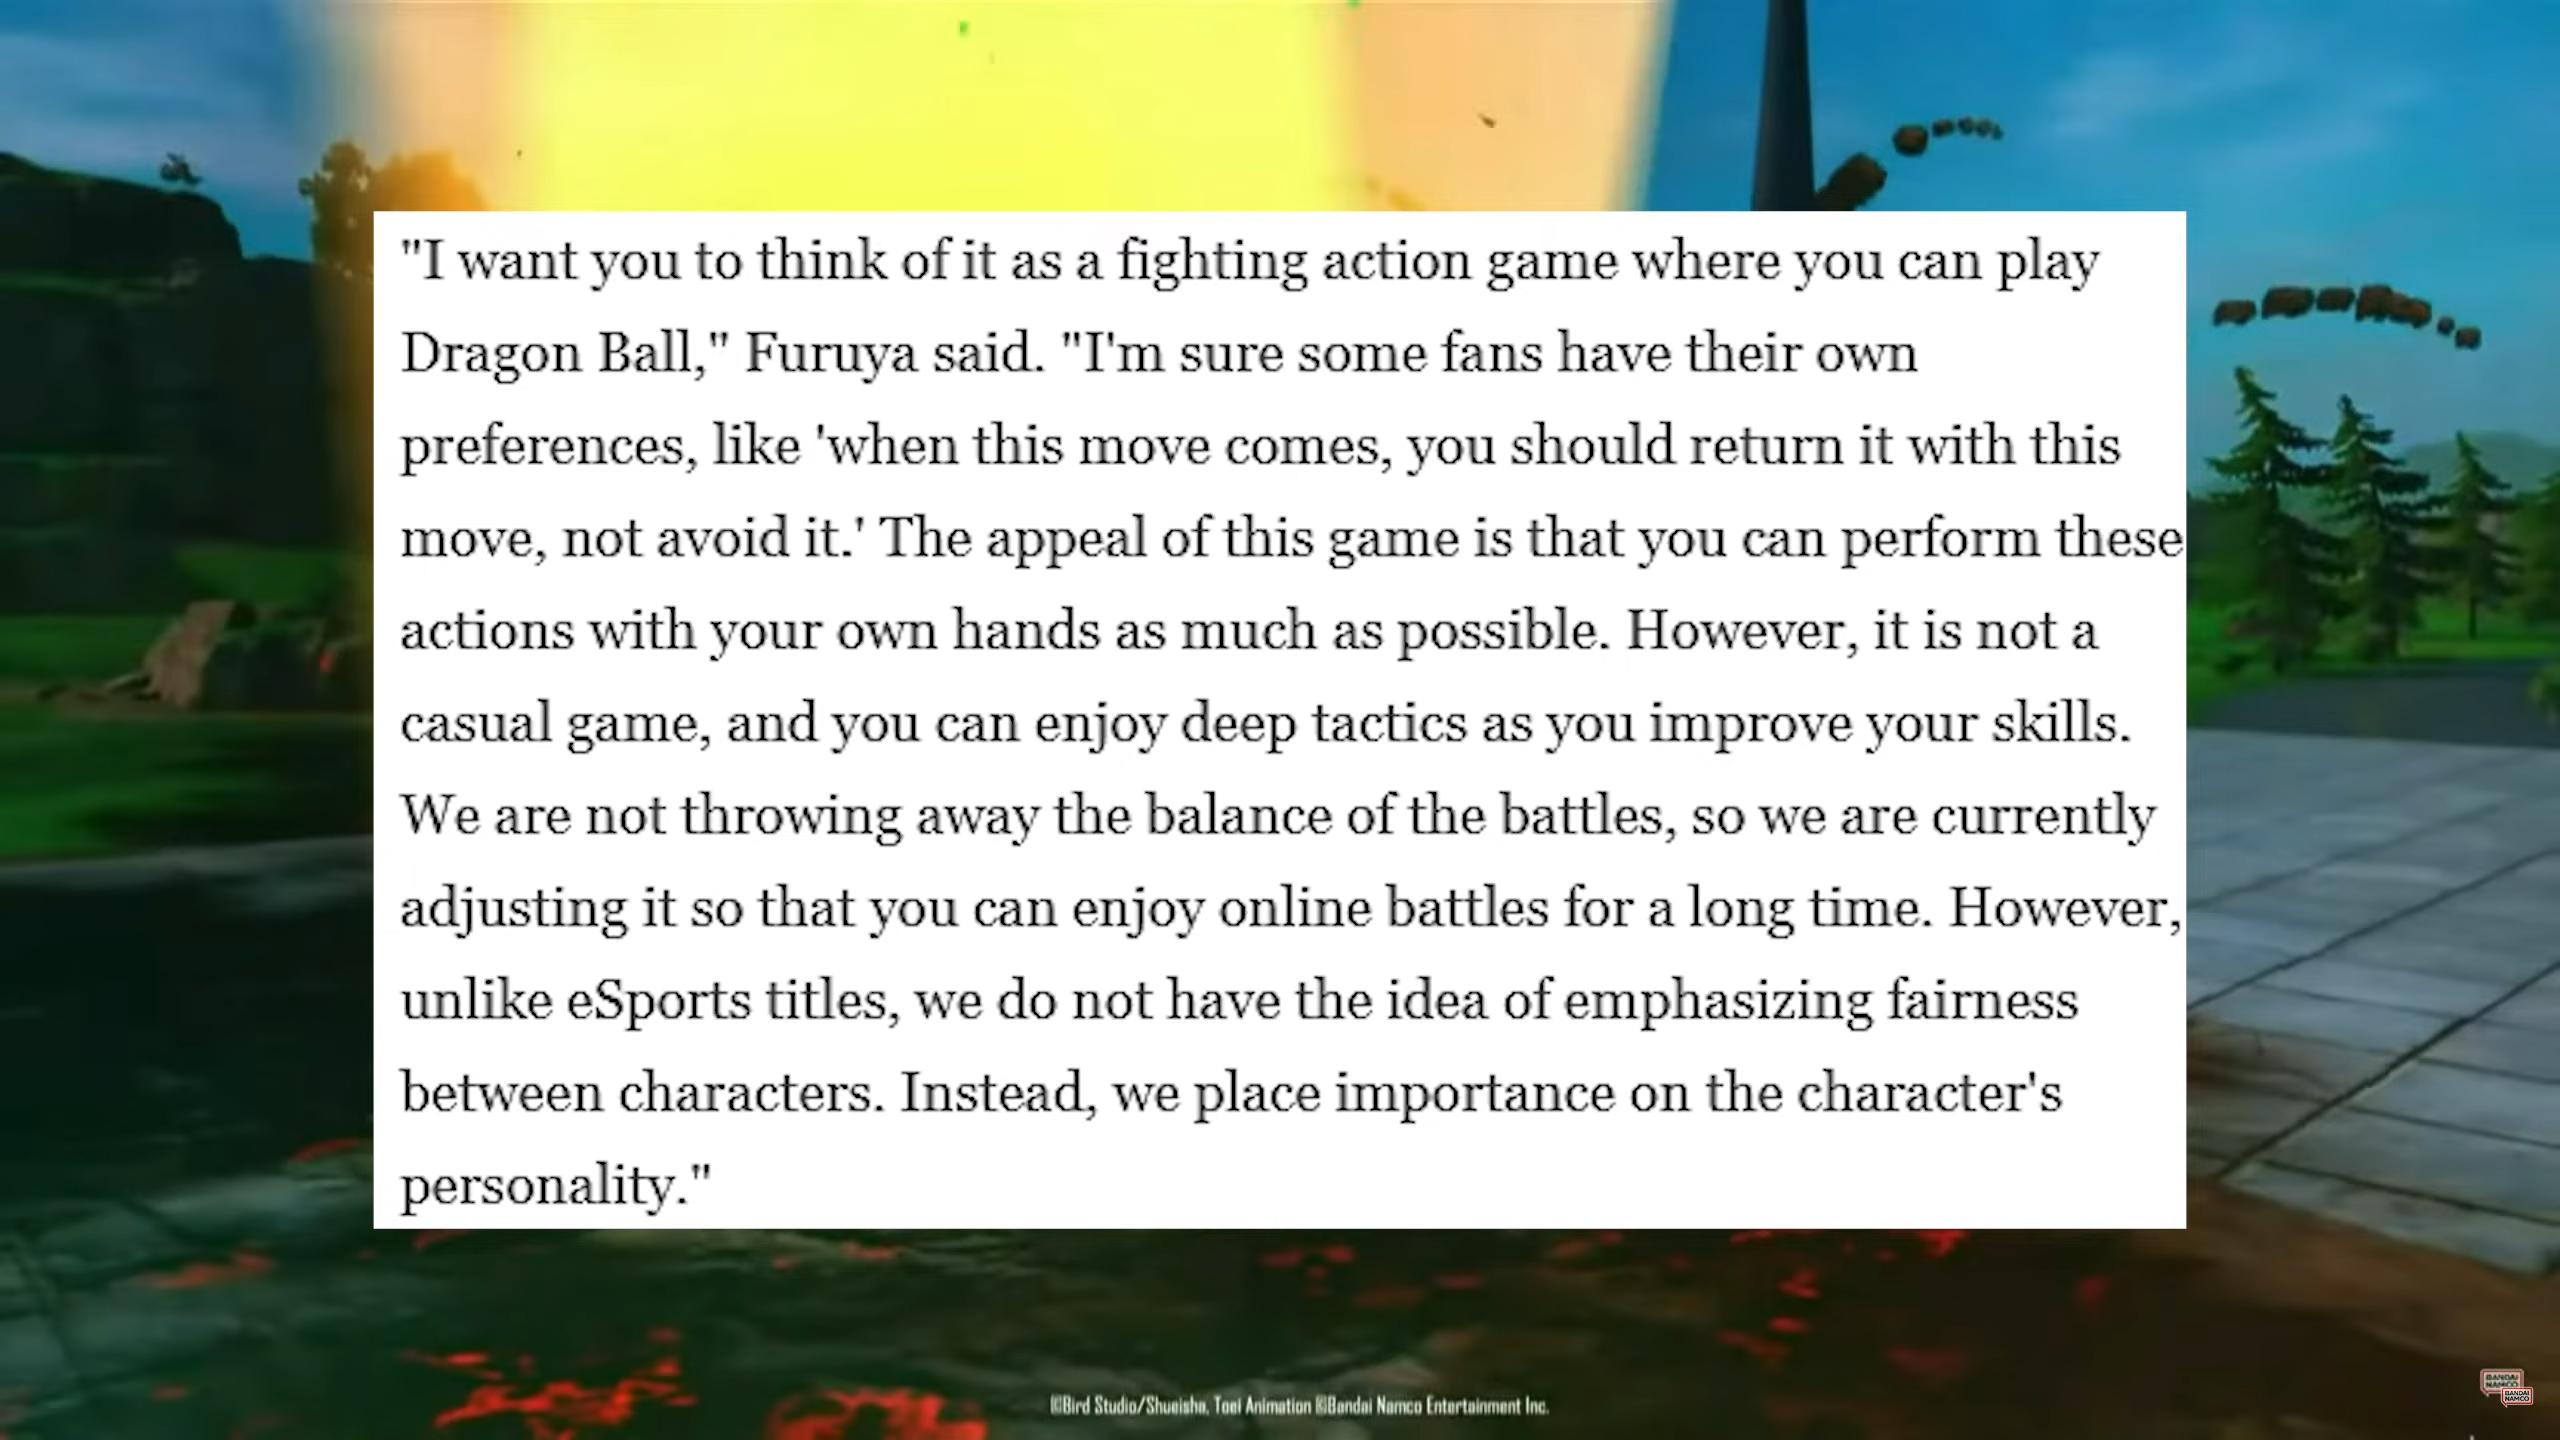 "I want you to think of it as a fighting action game where you can play
Dragon Ball," Furuya said. "I'm sure some fans have their own
preferences, like 'when this move comes, you should return it with this
move, not avoid it.' The appeal of this game is that you can perform these
actions with your own hands as much as possible. However, it is not a
casual game, and you can enjoy deep tactics as you improve your skills.
We are not throwing away the balance of the battles, so we are currently
adjusting it so that you can enjoy online battles for a long time. However,
unlike eSports titles, we do not have the idea of emphasizing fairness
between characters. Instead, we place importance on the character's
personality."
©Bird Studio/Shueisha, Toei Animation ©Bandai Namco Entertainment Inc.
BANDAI
NAMCO
BANDAI
NAMCO